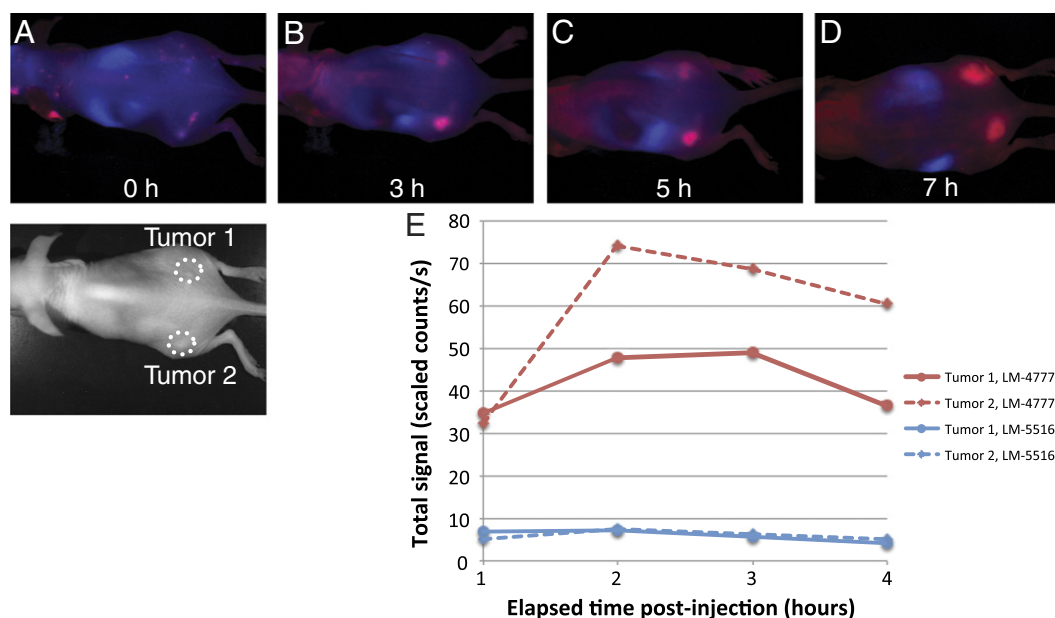 A
B
C
D
0 h
3 h
5 h
7 h
Tumor 1
Tumor 2
E
Total signal (scaled counts/s)
80
70
60
50
40
30
20
10
0
1
2
3
4
Elapsed time post-injection (hours)
Tumor 1, LM-4777
Tumor 2, LM-4777
Tumor 1, LM-5516
Tumor 2, LM-5516